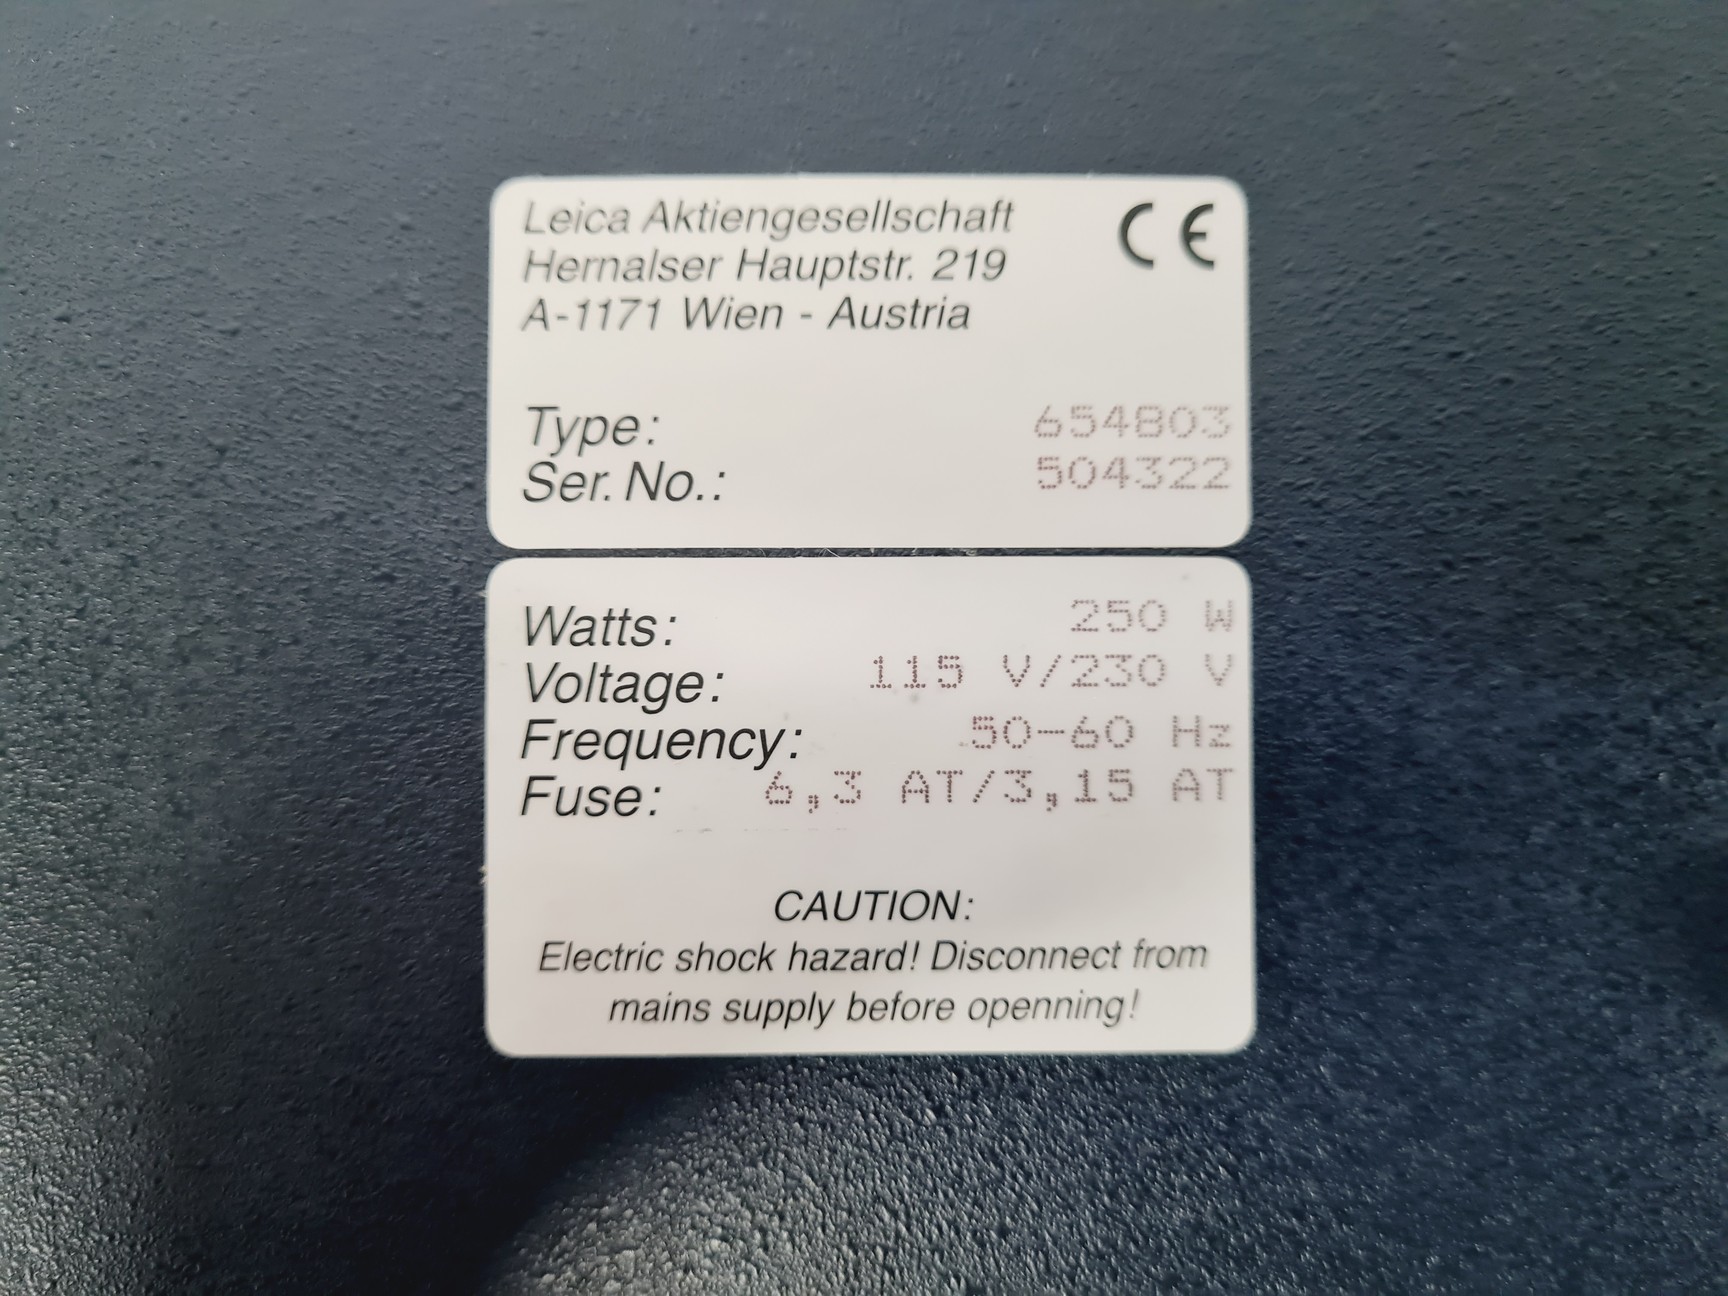 Leica Aktiengesellschaft CE
Hernalser Hauptstr. 219
A-1171 Wien - Austria
Type: 654803
Ser. No.: 504322
Watts: 250 W
Voltage: 115 V/230 V
Frequency: 50-60 Hz
Fuse: 6,3 AT/3,15 AT
CAUTION:
Electric shock hazard! Disconnect from
mains supply before openning!